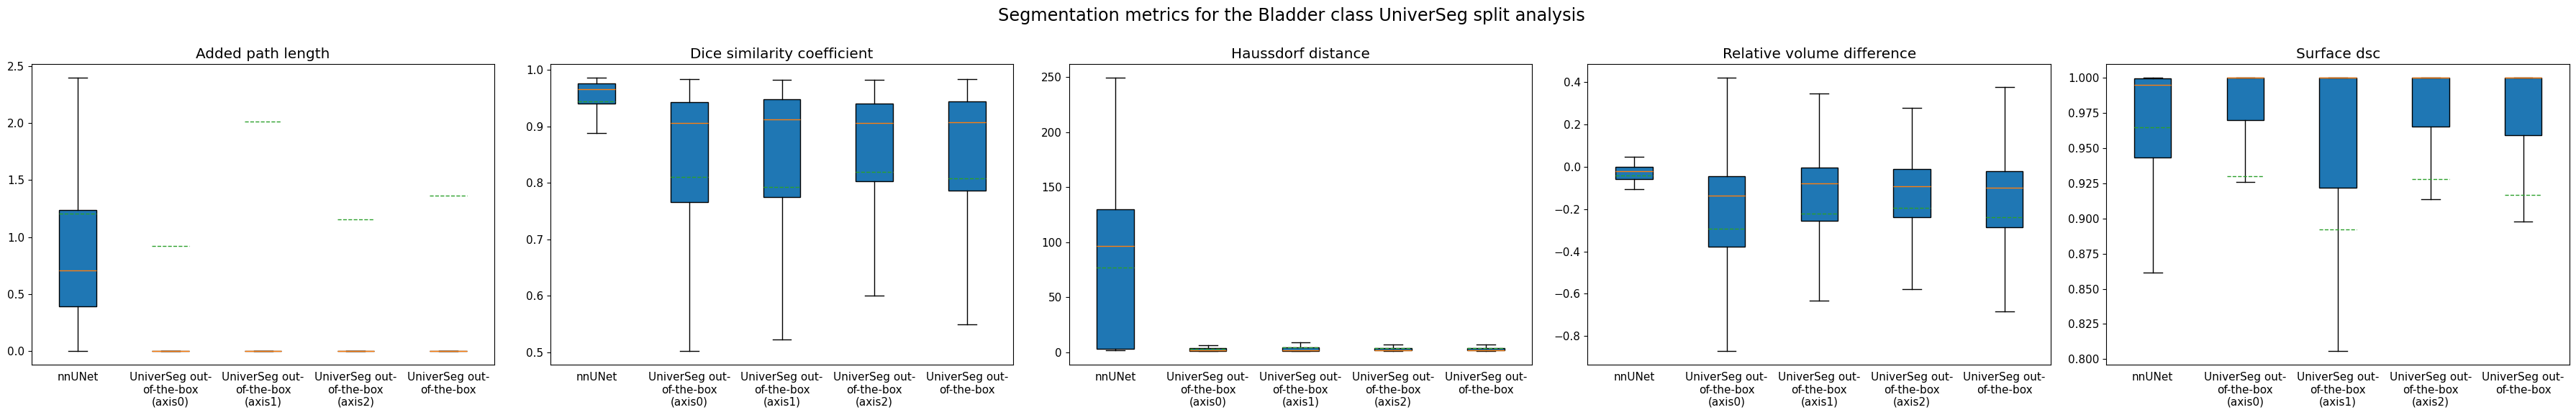 Segmentation metrics for the Bladder class UniverSeg split analysis
Added path length
2.5
2.0
1.5
1.0
0.5
0.0
nnUNet
UniverSeg out-
of-the-box
(axis0)
UniverSeg out-
of-the-box
(axis1)
UniverSeg out-
of-the-box
(axis2)
UniverSeg out-
of-the-box
Dice similarity coefficient
1.0
0.9
0.8
0.7
0.6
0.5
nnUNet
UniverSeg out-
of-the-box
(axis0)
UniverSeg out-
of-the-box
(axis1)
UniverSeg out-
of-the-box
(axis2)
UniverSeg out-
of-the-box
Haussdorf distance
250
200
150
100
50
0
nnUNet
UniverSeg out-
of-the-box
(axis0)
UniverSeg out-
of-the-box
(axis1)
UniverSeg out-
of-the-box
(axis2)
UniverSeg out-
of-the-box
Relative volume difference
0.4
0.2
0.0
−0.2
−0.4
−0.6
−0.8
nnUNet
UniverSeg out-
of-the-box
(axis0)
UniverSeg out-
of-the-box
(axis1)
UniverSeg out-
of-the-box
(axis2)
UniverSeg out-
of-the-box
Surface dsc
1.000
0.975
0.950
0.925
0.900
0.875
0.850
0.825
0.800
nnUNet
UniverSeg out-
of-the-box
(axis0)
UniverSeg out-
of-the-box
(axis1)
UniverSeg out-
of-the-box
(axis2)
UniverSeg out-
of-the-box